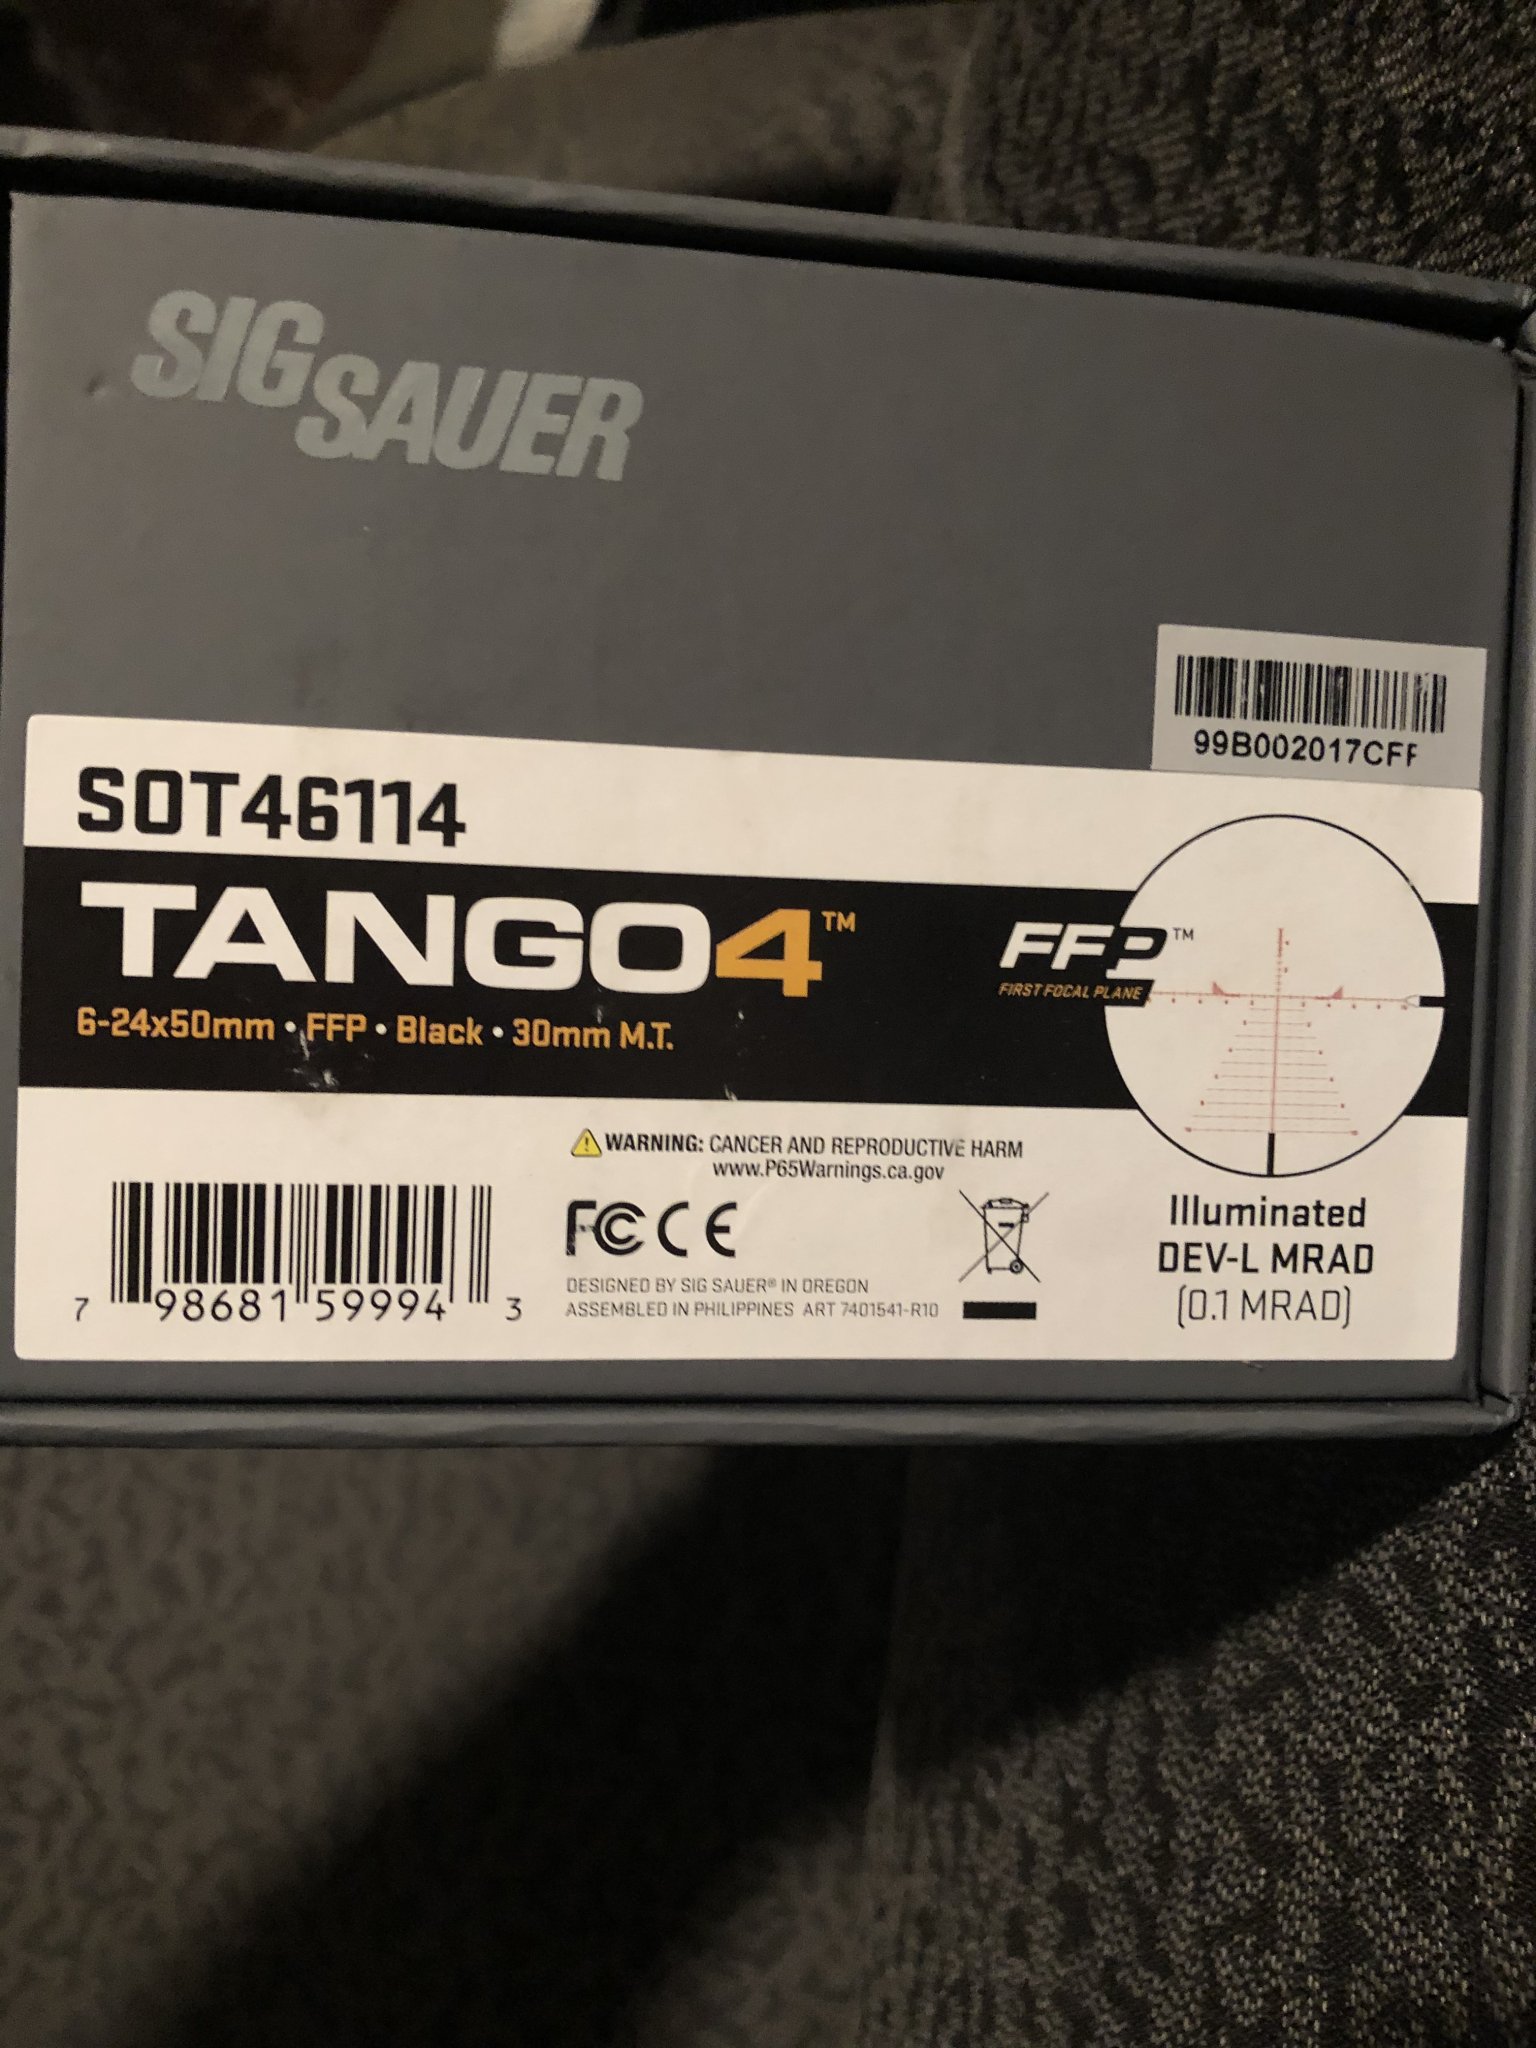 SIG SAUER
99B002017CFF
SOT46114
TANGO4™
FFP™
FIRST FOCAL PLANE
6-24x50mm • FFP • Black • 30mm M.T.
WARNING: CANCER AND REPRODUCTIVE HARM
www.P65Warnings.ca.gov
FC CE
DESIGNED BY SIG SAUER® IN OREGON
ASSEMBLED IN PHILIPPINES ART 7401541-R10
7 98681 59994 3
Illuminated
DEV-L MRAD
(0.1 MRAD)